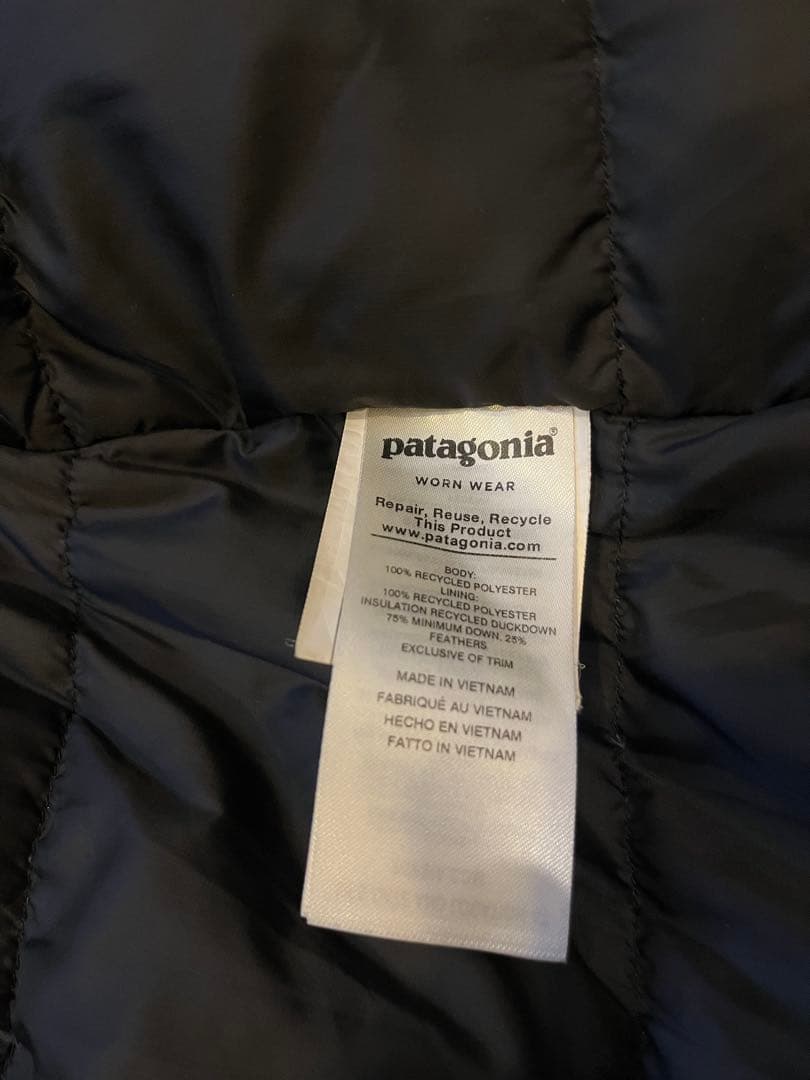 patagonia®
WORN WEAR
Repair, Reuse, Recycle
This Product
www.patagonia.com
BODY:
100% RECYCLED POLYESTER
LINING:
100% RECYCLED POLYESTER
INSULATION RECYCLED DUCKDOWN
75% MINIMUM DOWN, 25%
FEATHERS
EXCLUSIVE OF TRIM
MADE IN VIETNAM
FABRIQUÉ AU VIETNAM
HECHO EN VIETNAM
FATTO IN VIETNAM